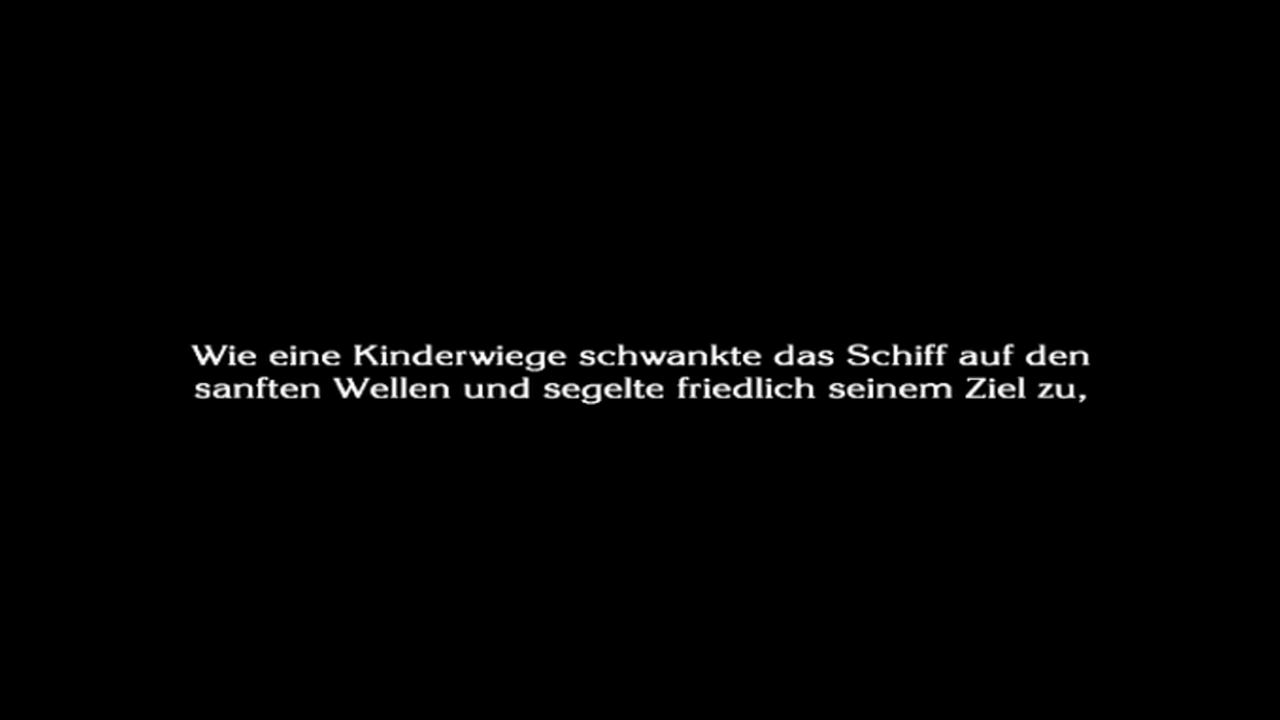 Wie eine Kinderwiege schwankte das Schiff auf den
sanften Wellen und segelte friedlich seinem Ziel zu,